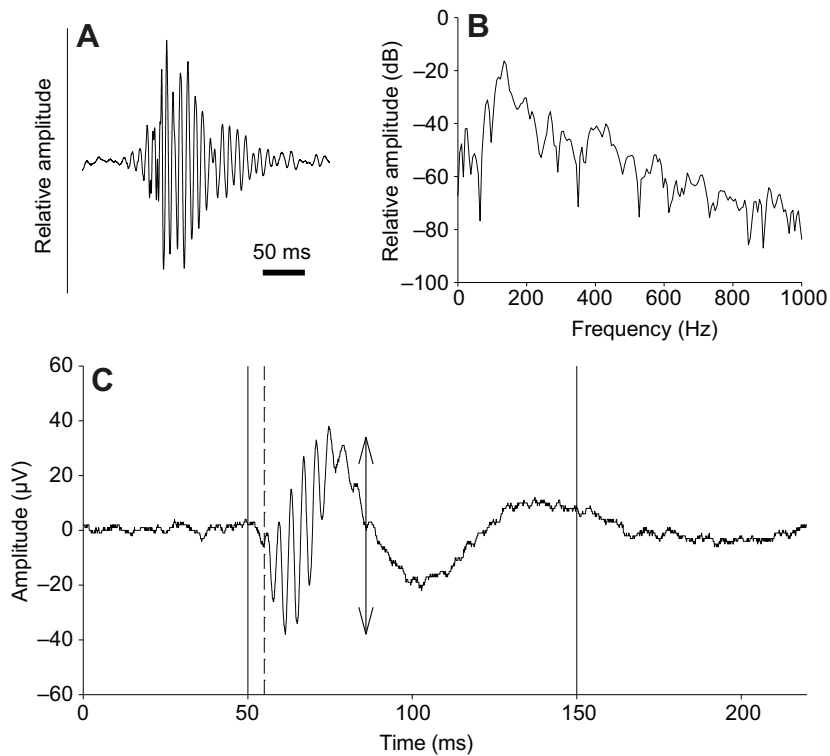 A
Relative amplitude
50 ms
B
Relative amplitude (dB)
0
–20
–40
–60
–80
–100
0 200 400 600 800 1000
Frequency (Hz)
C
Amplitude (µV)
60
40
20
0
–20
–40
–60
0 50 100 150 200
Time (ms)